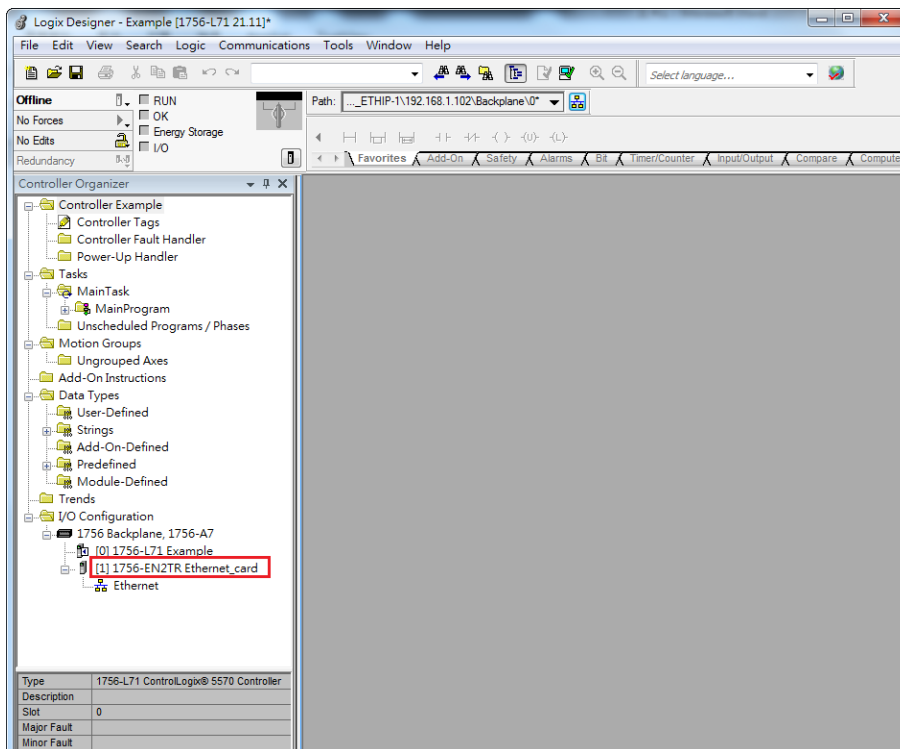 Logix Designer - Example [1756-L71 21.11]*
File Edit View Search Logic Communications Tools Window Help
Select language...
Offline
RUN
No Forces
OK
Energy Storage
No Edits
I/O
Redundancy
Path: ..._ETHIP-1\192.168.1.102\Backplane\0*
Favorites Add-On Safety Alarms Bit Timer/Counter Input/Output Compare Compute
Controller Organizer
Controller Example
Controller Tags
Controller Fault Handler
Power-Up Handler
Tasks
MainTask
MainProgram
Unscheduled Programs / Phases
Motion Groups
Ungrouped Axes
Add-On Instructions
Data Types
User-Defined
Strings
Add-On-Defined
Predefined
Module-Defined
Trends
I/O Configuration
1756 Backplane, 1756-A7
[0] 1756-L71 Example
[1] 1756-EN2TR Ethernet_card
Ethernet
Type 1756-L71 ControlLogix® 5570 Controller
Description
Slot 0
Major Fault
Minor Fault